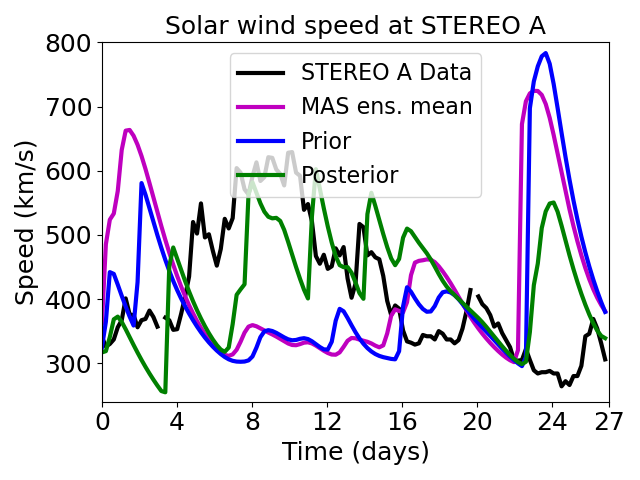 Solar wind speed at STEREO A
800
700
600
500
400
300
Speed (km/s)
STEREO A Data
MAS ens. mean
Prior
Posterior
0 4 8 12 16 20 24 27
Time (days)